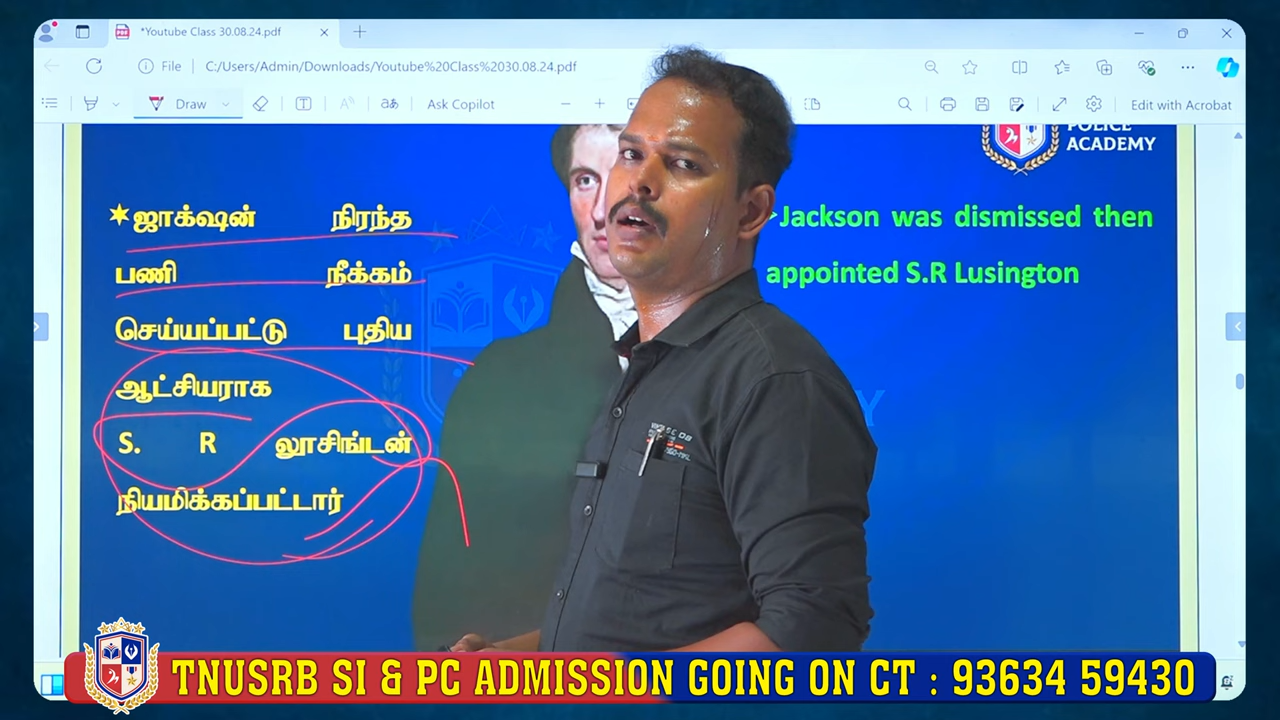 *Youtube Class 30.08.24.pdf
File C:/Users/Admin/Downloads/Youtube%20Class%2030.08.24.pdf
Draw Ask Copilot Edit with Acrobat
POLICE
ACADEMY
ஜாக்ஷன் நிரந்த
பணி நீக்கம்
செய்யப்பட்டு புதிய
ஆட்சியராக
S. R லூசிங்டன்
நியமிக்கப்பட்டார்
Jackson was dismissed then
appointed S.R Lusington
TNUSRB SI & PC ADMISSION GOING ON CT : 93634 59430